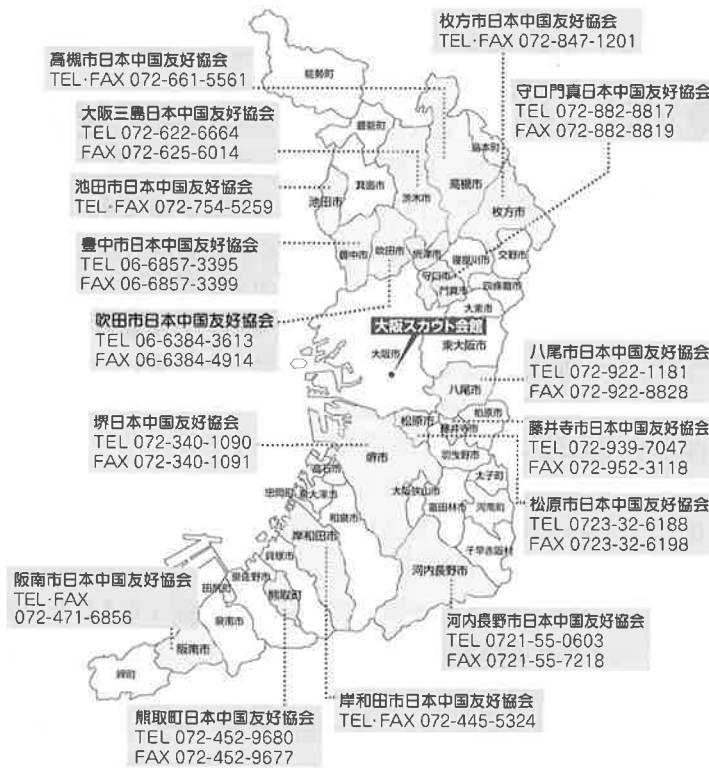 枚方市日本中国友好協会
TEL・FAX 072-847-1201
高槻市日本中国友好協会
TEL・FAX 072-661-5561
守口門真日本中国友好協会
TEL 072-882-8817
FAX 072-882-8819
大阪三島日本中国友好協会
TEL 072-622-6664
FAX 072-625-6014
池田市日本中国友好協会
TEL・FAX 072-754-5259
豊中市日本中国友好協会
TEL 06-6857-3395
FAX 06-6857-3399
吹田市日本中国友好協会
TEL 06-6384-3613
FAX 06-6384-4914
八尾市日本中国友好協会
TEL 072-922-1181
FAX 072-922-8828
堺日本中国友好協会
TEL 072-340-1090
FAX 072-340-1091
藤井寺市日本中国友好協会
TEL 072-939-7047
FAX 072-952-3118
松原市日本中国友好協会
TEL 0723-32-6188
FAX 0723-32-6198
阪南市日本中国友好協会
TEL・FAX
072-471-6856
河内長野市日本中国友好協会
TEL 0721-55-0603
FAX 0721-55-7218
岸和田市日本中国友好協会
TEL・FAX 072-445-5324
熊取町日本中国友好協会
TEL 072-452-9680
FAX 072-452-9677
能勢町
豊能町
島本町
箕面市
池田市
茨木市
高槻市
枚方市
豊中市
吹田市
摂津市
寝屋川市
交野市
守口市
門真市
四條畷市
大東市
大阪スカウト会館
大阪市
東大阪市
八尾市
柏原市
松原市
藤井寺市
羽曳野市
堺市
高石市
太子町
忠岡町
泉大津市
大阪狭山市
富田林市
河南町
和泉市
岸和田市
千早赤阪村
貝塚市
河内長野市
泉佐野市
田尻町
熊取町
泉南市
阪南市
岬町